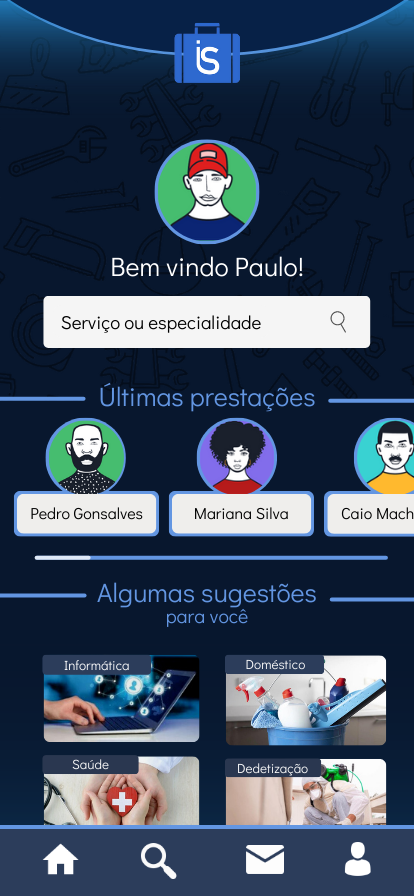 is
Bem vindo Paulo!
Serviço ou especialidade
Últimas prestações
Pedro Gonsalves
Mariana Silva
Caio Mach
Algumas sugestões
para você
Informática
Doméstico
Saúde
Dedetização